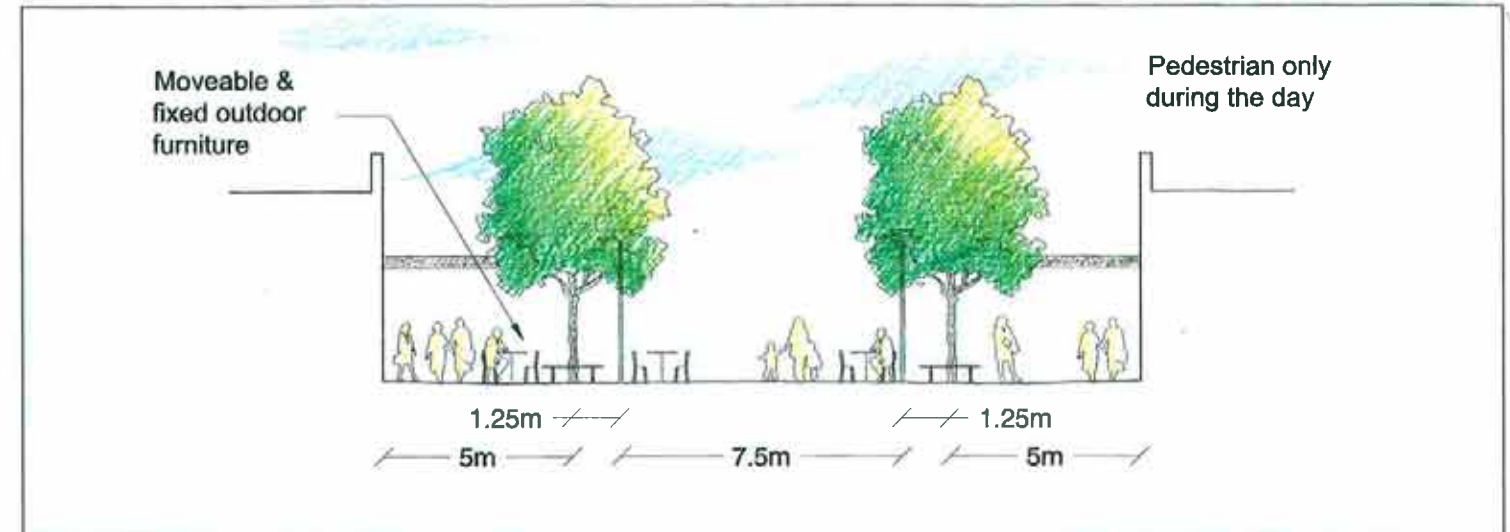 Moveable &
fixed outdoor
furniture
Pedestrian only
during the day
1.25m
1.25m
5m
7.5m
5m